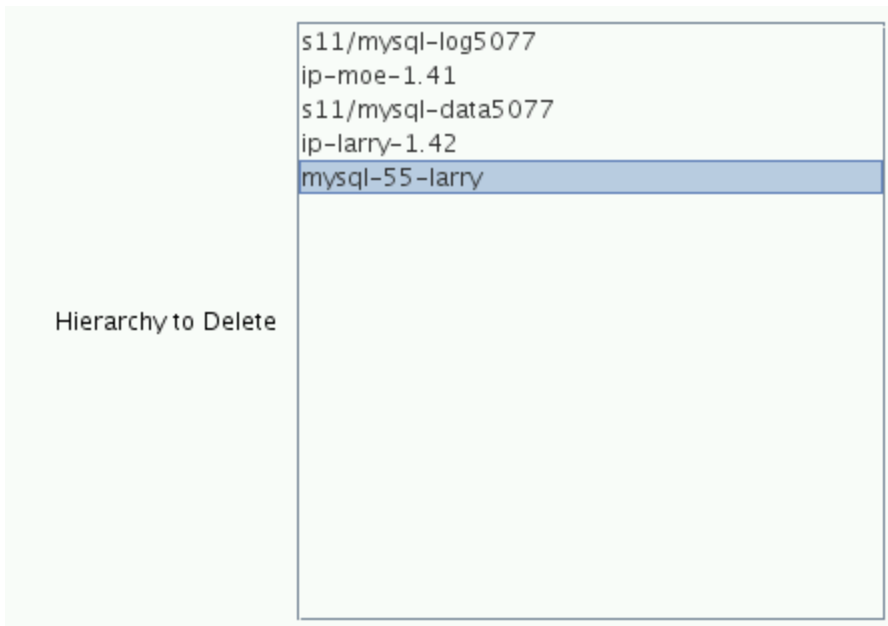 s11/mysql-log5077
ip-moe-1.41
s11/mysql-data5077
ip-larry-1.42
mysql-55-larry
Hierarchy to Delete